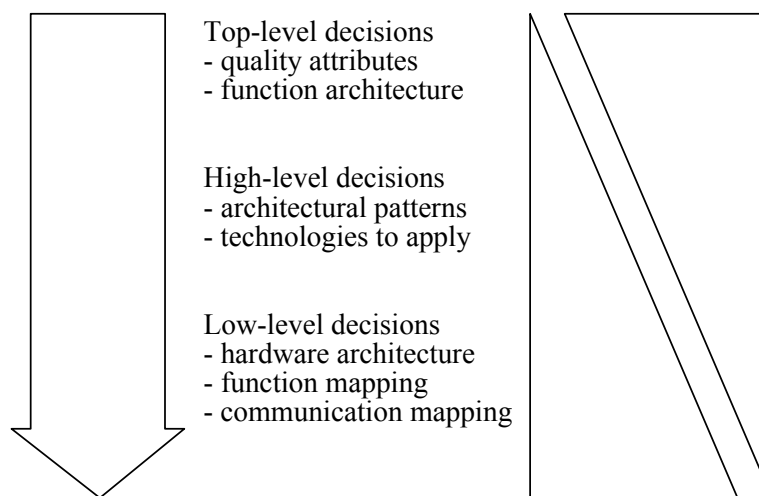 Top-level decisions
- quality attributes
- function architecture
High-level decisions
- architectural patterns
- technologies to apply
Low-level decisions
- hardware architecture
- function mapping
- communication mapping